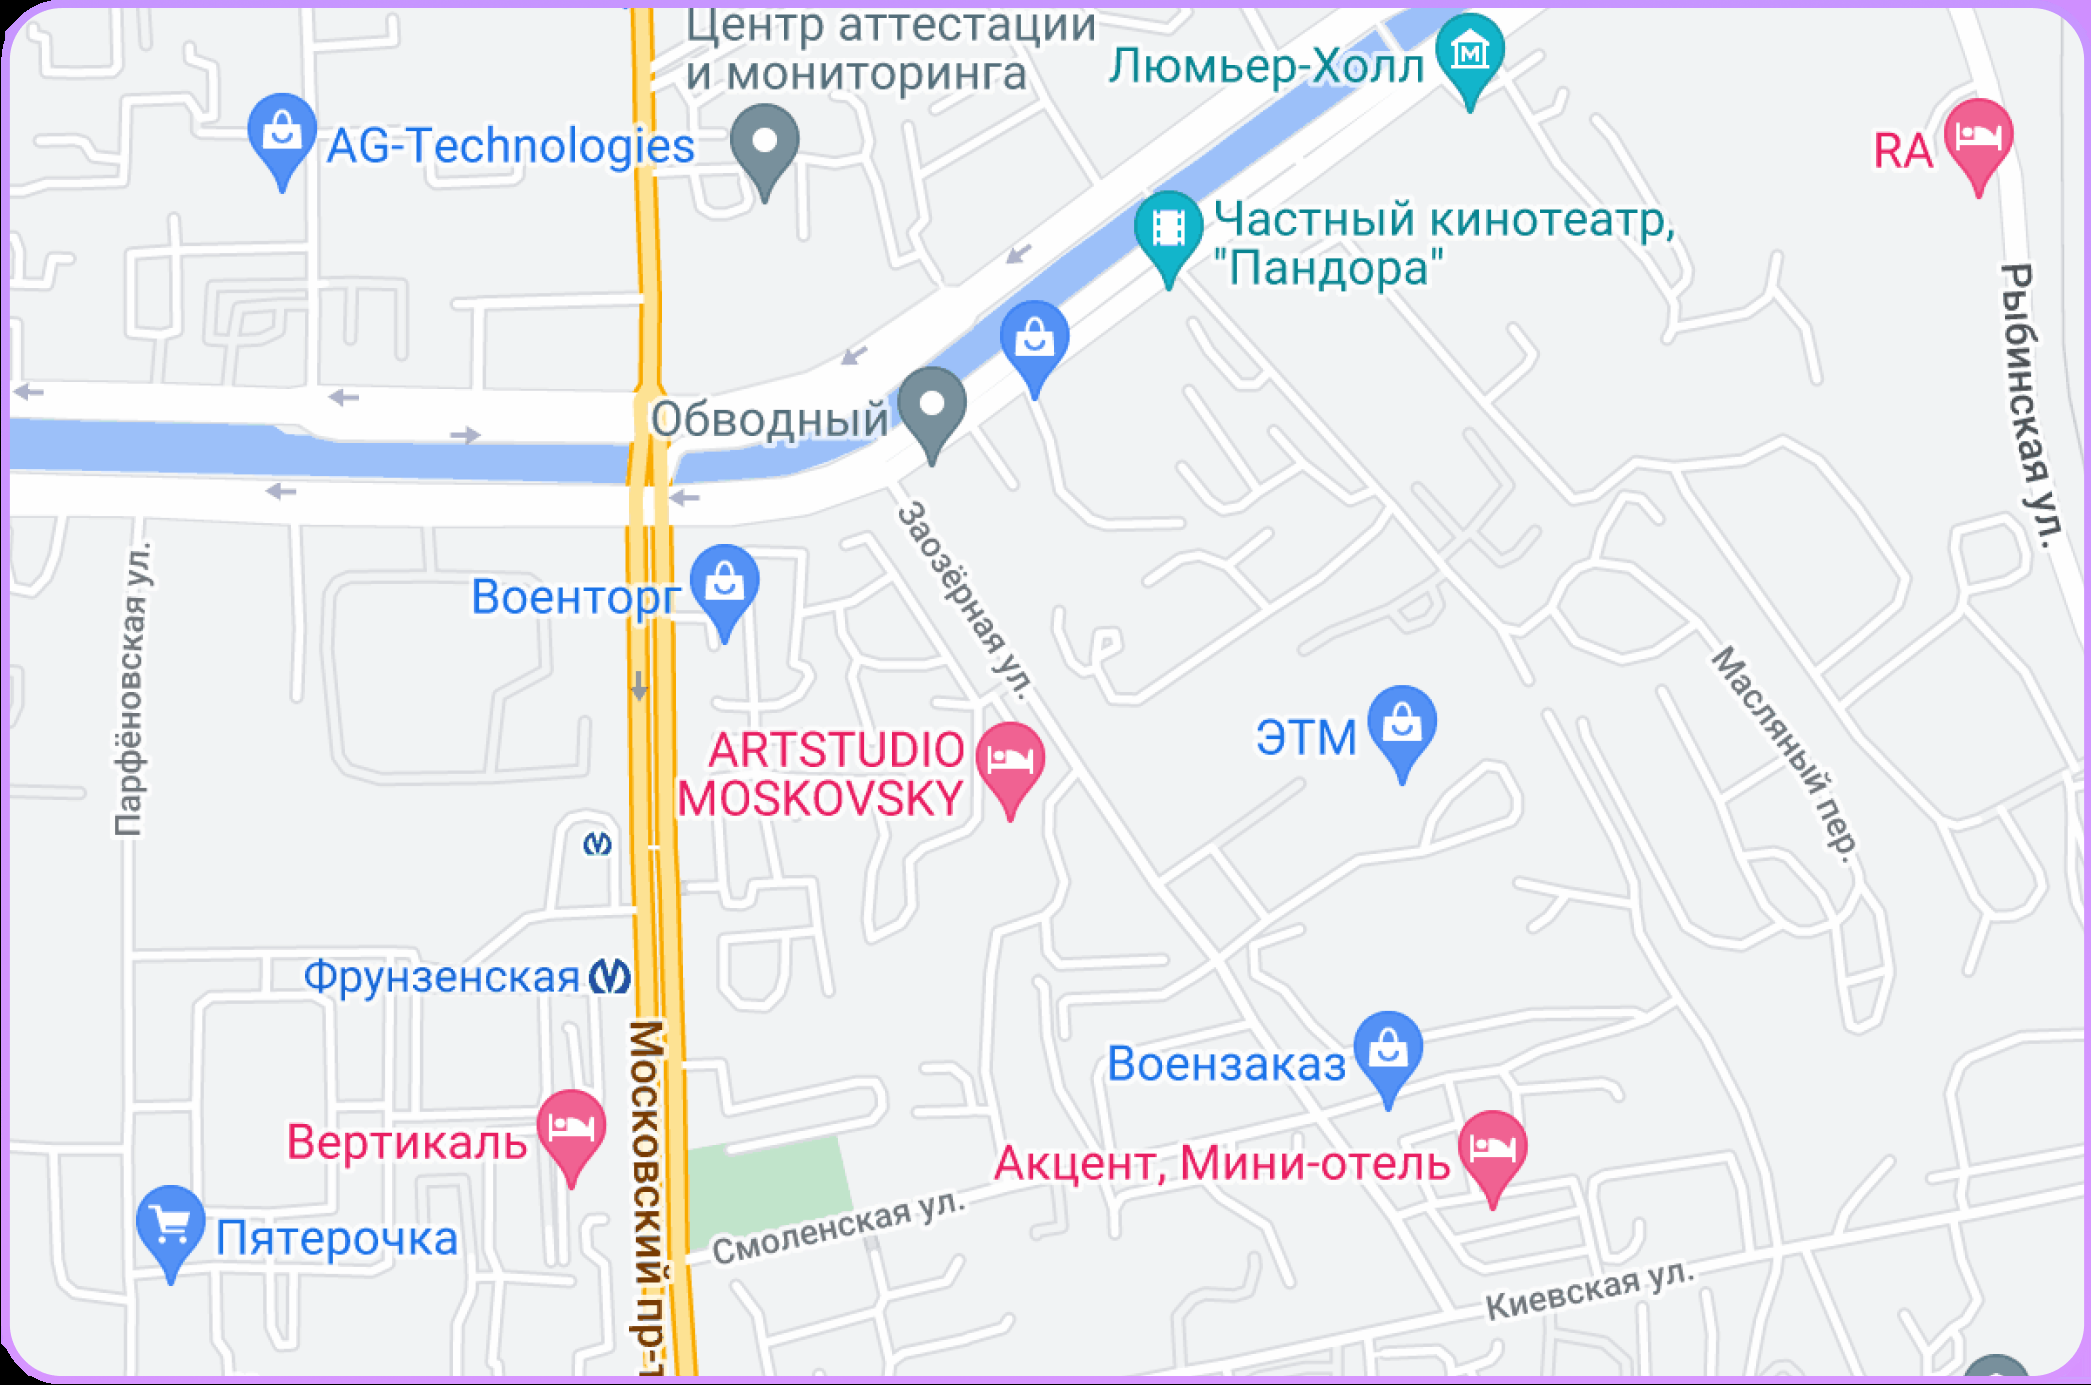 Центр аттестации
и мониторинга
Люмьер-Холл
AG-Technologies
RA
Частный кинотеатр,
"Пандора"
Рыбинская ул.
Обводный
Заозёрная ул.
Парфёновская ул.
Военторг
Масляный пер.
ARTSTUDIO
MOSKOVSKY
ЭТМ
Фрунзенская
Московский пр-т
Воензаказ
Вертикаль
Акцент, Мини-отель
Смоленская ул.
Пятерочка
Киевская ул.